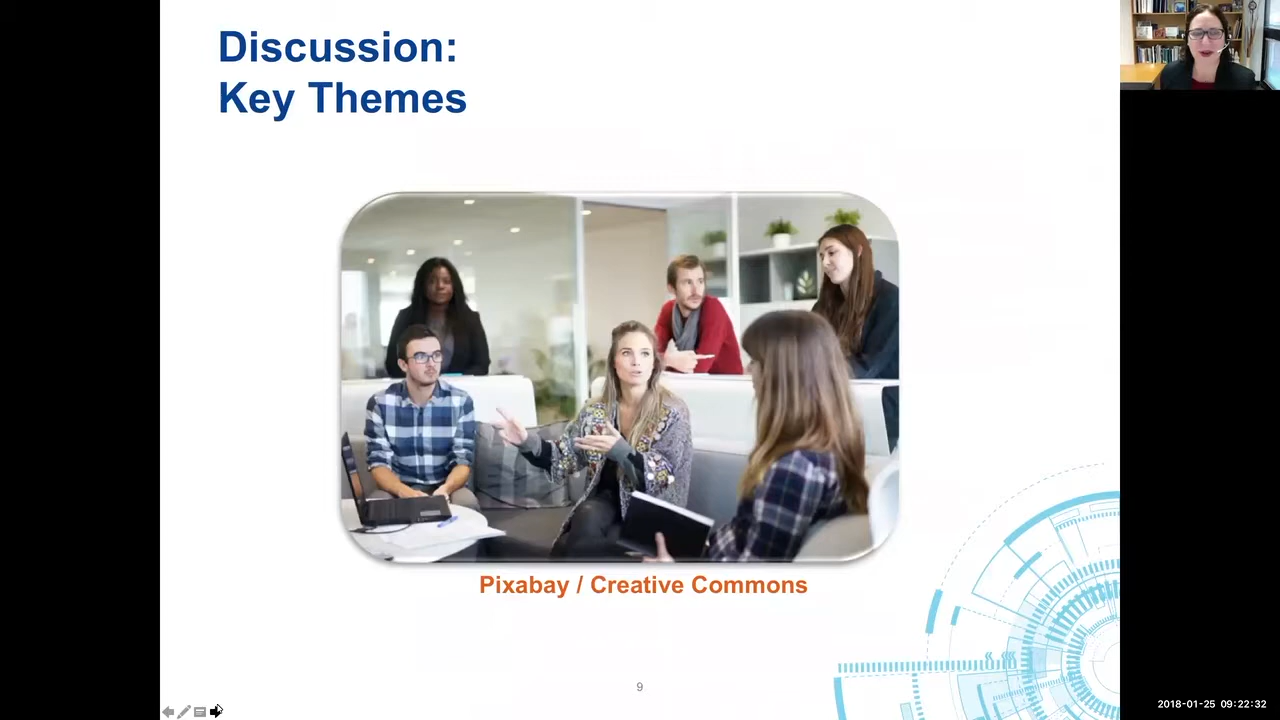 Discussion:
Key Themes
Pixabay / Creative Commons
9
2018-01-25 09:22:32